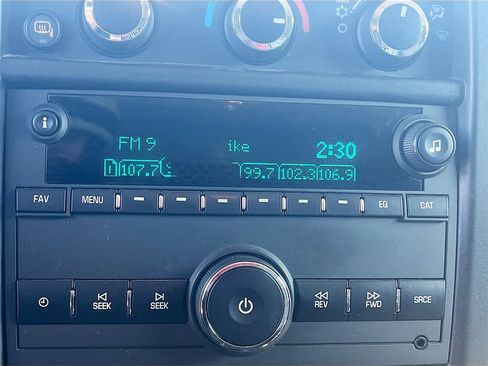 FM 9 ike 2:30
1 107.7 99.7 102.3 106.9
FAV MENU EQ CAT
SEEK SEEK REV FWD SRCE